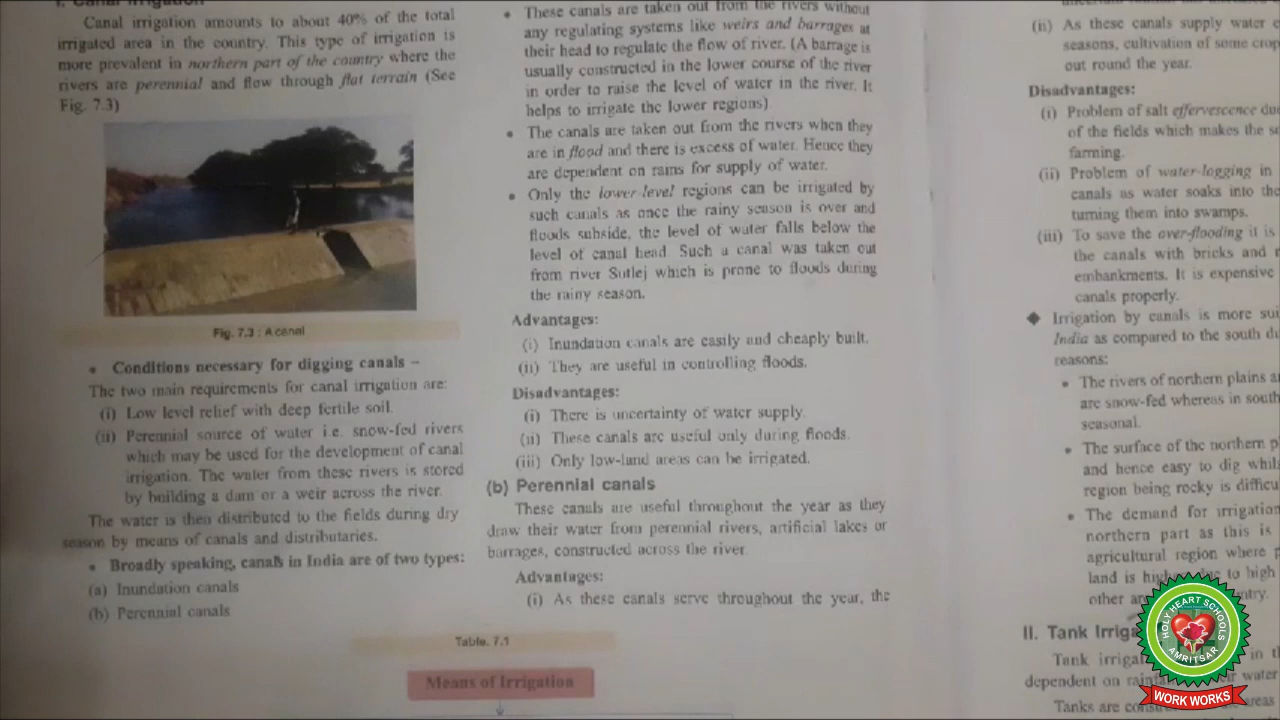 I. Canal Irrigation
Canal irrigation amounts to about 40% of the total
irrigated area in the country. This type of irrigation is
more prevalent in northern part of the country where the
rivers are perennial and flow through flat terrain (See
Fig. 7.3)
Fig. 7.3 : A canal
• Conditions necessary for digging canals –
The two main requirements for canal irrigation are:
(i) Low level relief with deep fertile soil.
(ii) Perennial source of water i.e. snow-fed rivers
which may be used for the development of canal
irrigation. The water from these rivers is stored
by building a dam or a weir across the river.
The water is then distributed to the fields during dry
season by means of canals and distributaries.
• Broadly speaking, canals in India are of two types:
(a) Inundation canals
(b) Perennial canals
• These canals are taken out from the rivers without
any regulating systems like weirs and barrages at
their head to regulate the flow of river. (A barrage is
usually constructed in the lower course of the river
in order to raise the level of water in the river. It
helps to irrigate the lower regions)
• The canals are taken out from the rivers when they
are in flood and there is excess of water. Hence they
are dependent on rains for supply of water.
• Only the lower-level regions can be irrigated by
such canals as once the rainy season is over and
floods subside, the level of water falls below the
level of canal head. Such a canal was taken out
from river Sutlej which is prone to floods during
the rainy season.
Advantages:
(i) Inundation canals are easily and cheaply built.
(ii) They are useful in controlling floods.
Disadvantages:
(i) There is uncertainty of water supply.
(ii) These canals are useful only during floods.
(iii) Only low-land areas can be irrigated.
(b) Perennial canals
These canals are useful throughout the year as they
draw their water from perennial rivers, artificial lakes or
barrages, constructed across the river.
Advantages:
(i) As these canals serve throughout the year, the
Table. 7.1
Means of Irrigation
(ii) As these canals supply water
seasons, cultivation of some crop
out round the year.
Disadvantages:
(i) Problem of salt effervescence du
of the fields which makes the
farming.
(ii) Problem of water-logging in
canals as water soaks into the
turning them into swamps.
(iii) To save the over-flooding it is
the canals with bricks and
embankments. It is expensive
canals properly.
◆ Irrigation by canals is more
India as compared to the south
reasons:
• The rivers of northern plains
are snow-fed whereas in south
seasonal.
• The surface of the northern
and hence easy to dig
region being rocky is
• The demand for irrigation
northern part as this is
agricultural region where
land is to high
other
II. Tank
Tank
dependent on water
Tanks are areas
HOLY HEART SCHOOLS
AMRITSAR
WORK WORKS